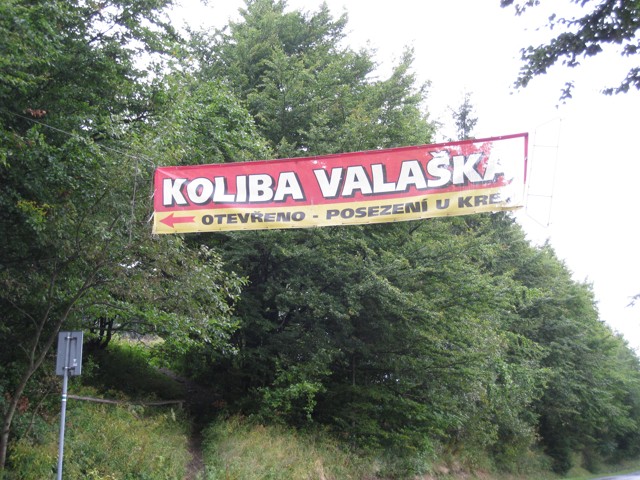 KOLIBA VALAŠKA
OTEVŘENO - POSEZENÍ U